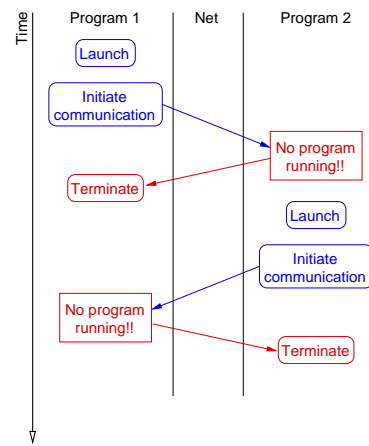 Time
Program 1
Net
Program 2
Launch
Initiate
communication
No program
running!!
Terminate
Launch
Initiate
communication
No program
running!!
Terminate